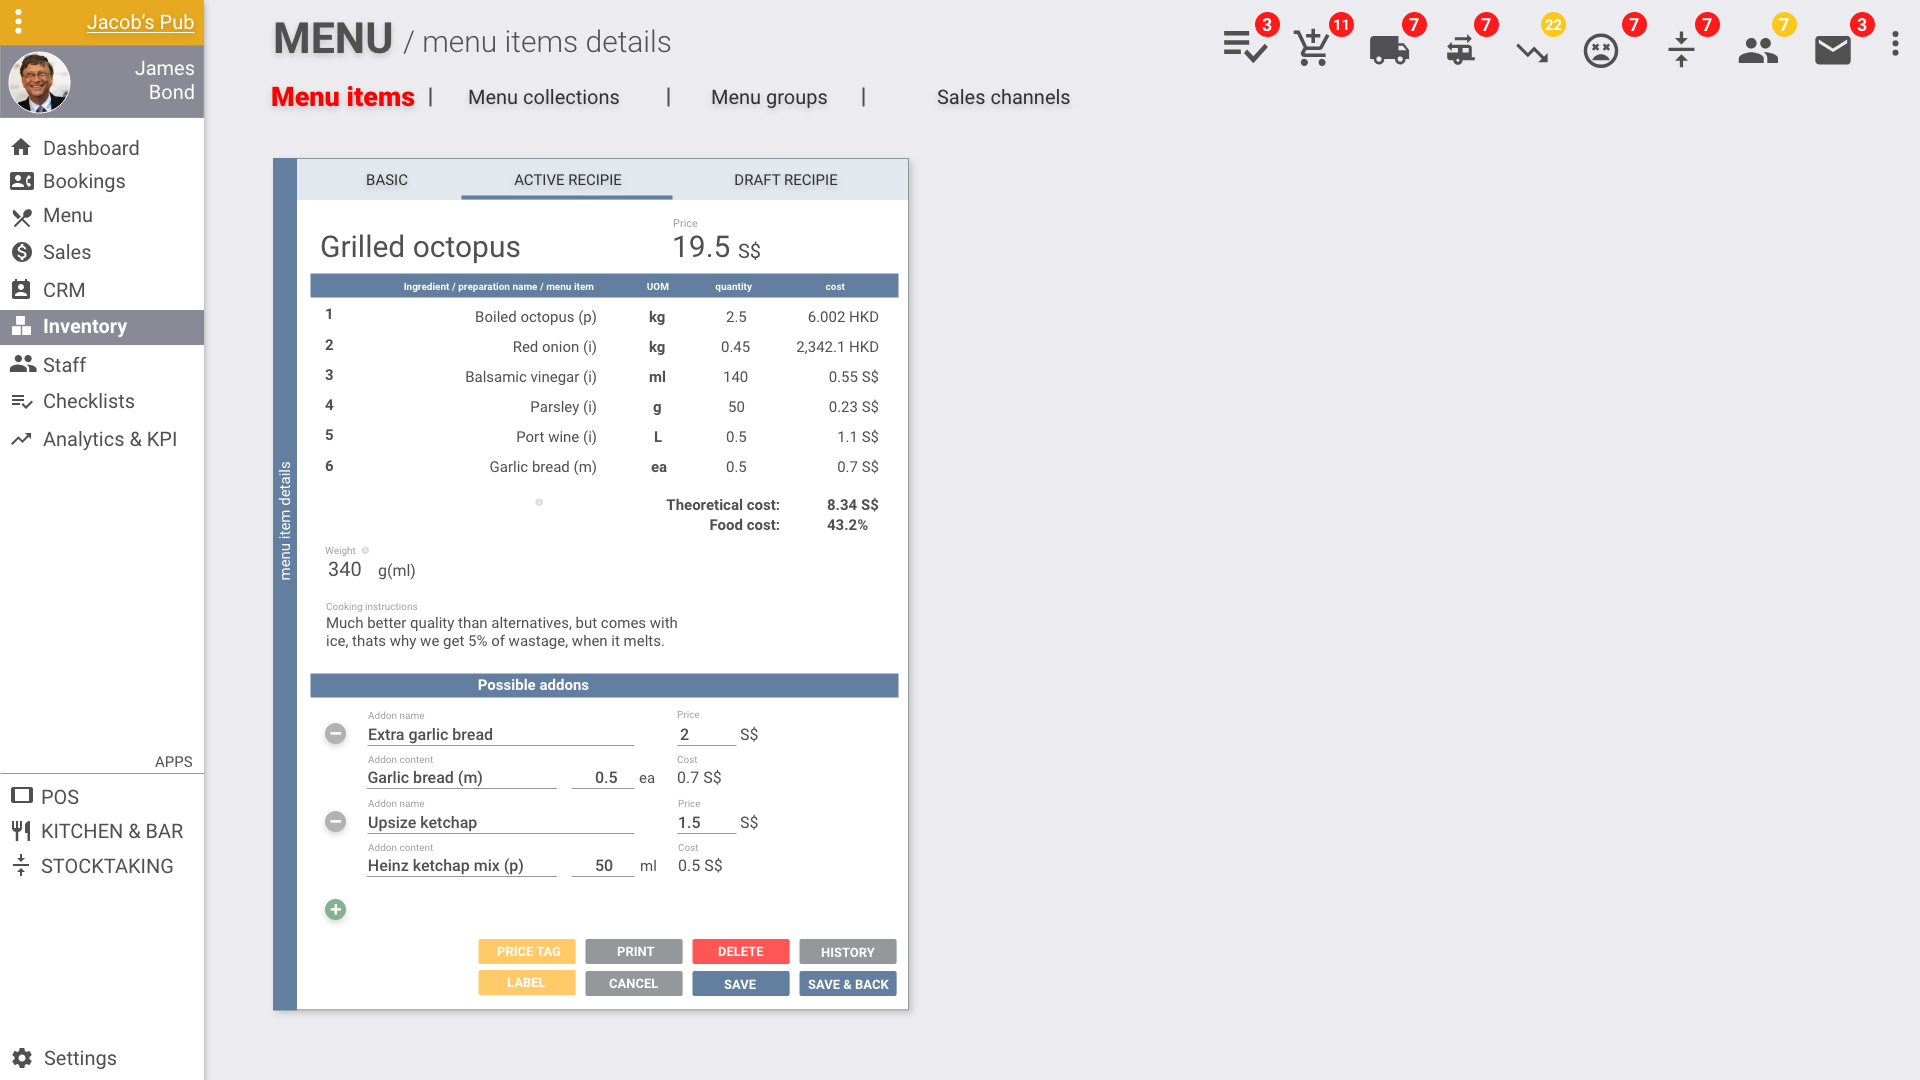 Jacob’s Pub
James
Bond
Dashboard
Bookings
Menu
Sales
CRM
Inventory
Staff
Checklists
Analytics & KPI
APPS
POS
KITCHEN & BAR
STOCKTAKING
Settings
MENU / menu items details
3 11 7 7 22 7 7 7 3
Menu items | Menu collections | Menu groups | Sales channels
menu item details
BASIC ACTIVE RECIPIE DRAFT RECIPIE
Price
Grilled octopus 19.5 S$
Ingredient / preparation name / menu item UOM quantity cost
1 Boiled octopus (p) kg 2.5 6.002 HKD
2 Red onion (i) kg 0.45 2,342.1 HKD
3 Balsamic vinegar (i) ml 140 0.55 S$
4 Parsley (i) g 50 0.23 S$
5 Port wine (i) L 0.5 1.1 S$
6 Garlic bread (m) ea 0.5 0.7 S$
Theoretical cost: 8.34 S$
Food cost: 43.2%
Weight
340 g(ml)
Cooking instructions
Much better quality than alternatives, but comes with
ice, thats why we get 5% of wastage, when it melts.
Possible addons
Addon name Price
Extra garlic bread 2 S$
Addon content Cost
Garlic bread (m) 0.5 ea 0.7 S$
Addon name Price
Upsize ketchap 1.5 S$
Addon content Cost
Heinz ketchap mix (p) 50 ml 0.5 S$
PRICE TAG PRINT DELETE HISTORY
LABEL CANCEL SAVE SAVE & BACK